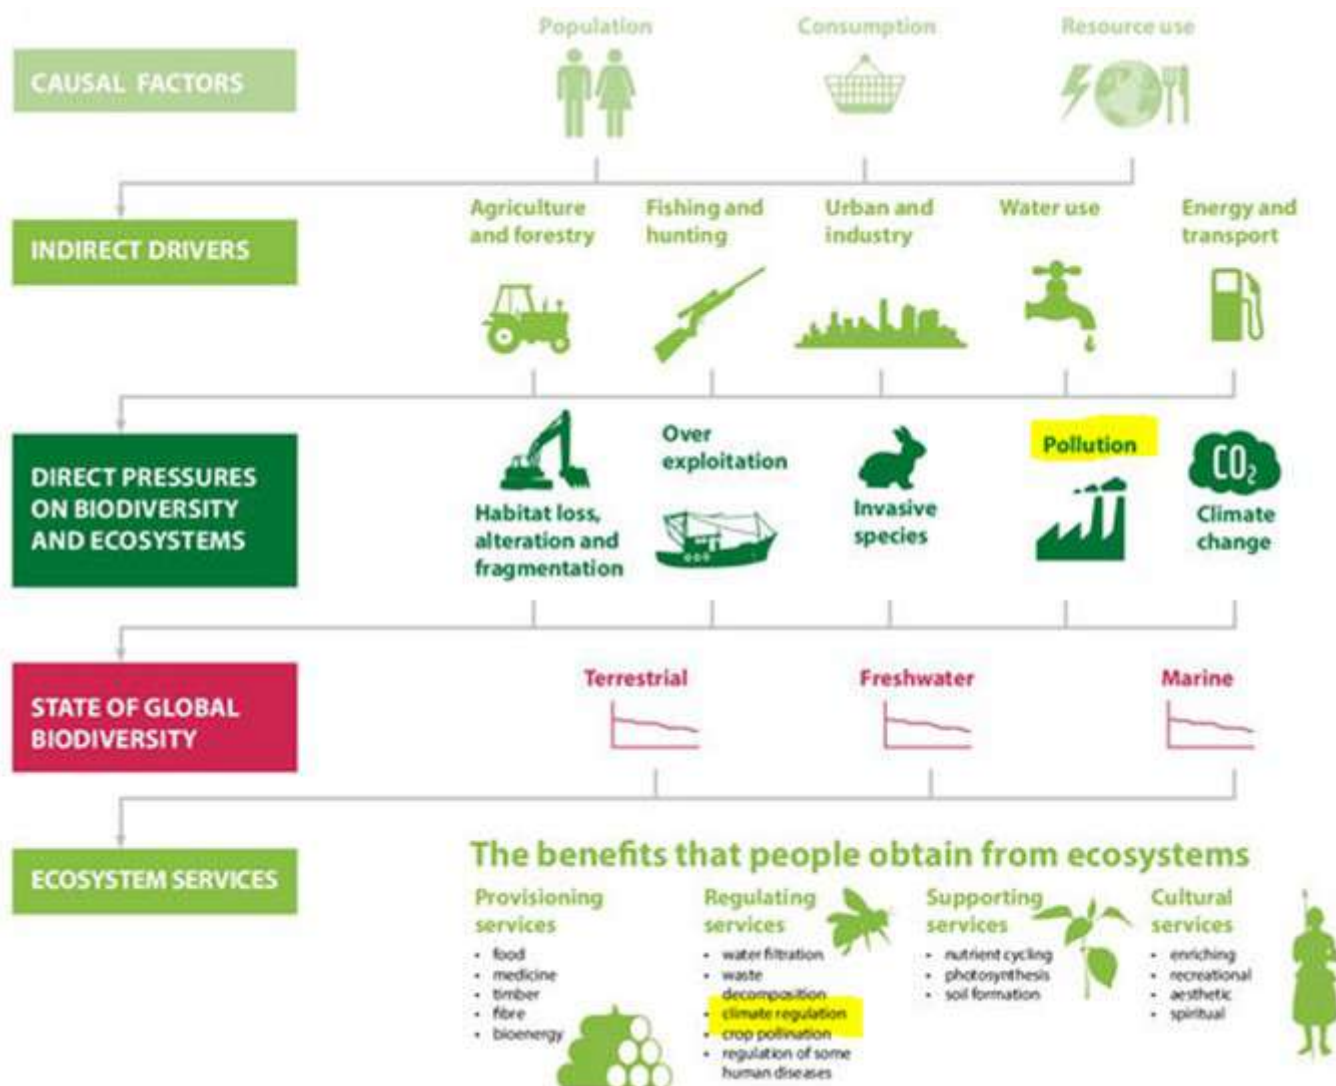 Population
Consumption
Resource use
CAUSAL FACTORS
Agriculture
and forestry
Fishing and
hunting
Urban and
industry
Water use
Energy and
transport
INDIRECT DRIVERS
Habitat loss,
alteration and
fragmentation
Over
exploitation
Invasive
species
Pollution
CO₂
Climate
change
DIRECT PRESSURES
ON BIODIVERSITY
AND ECOSYSTEMS
Terrestrial
Freshwater
Marine
STATE OF GLOBAL
BIODIVERSITY
ECOSYSTEM SERVICES
The benefits that people obtain from ecosystems
Provisioning
services
• food
• medicine
• timber
• fibre
• bioenergy
Regulating
services
• water filtration
• waste
decomposition
• climate regulation
• crop pollination
• regulation of some
human diseases
Supporting
services
• nutrient cycling
• photosynthesis
• soil formation
Cultural
services
• enriching
• recreational
• aesthetic
• spiritual